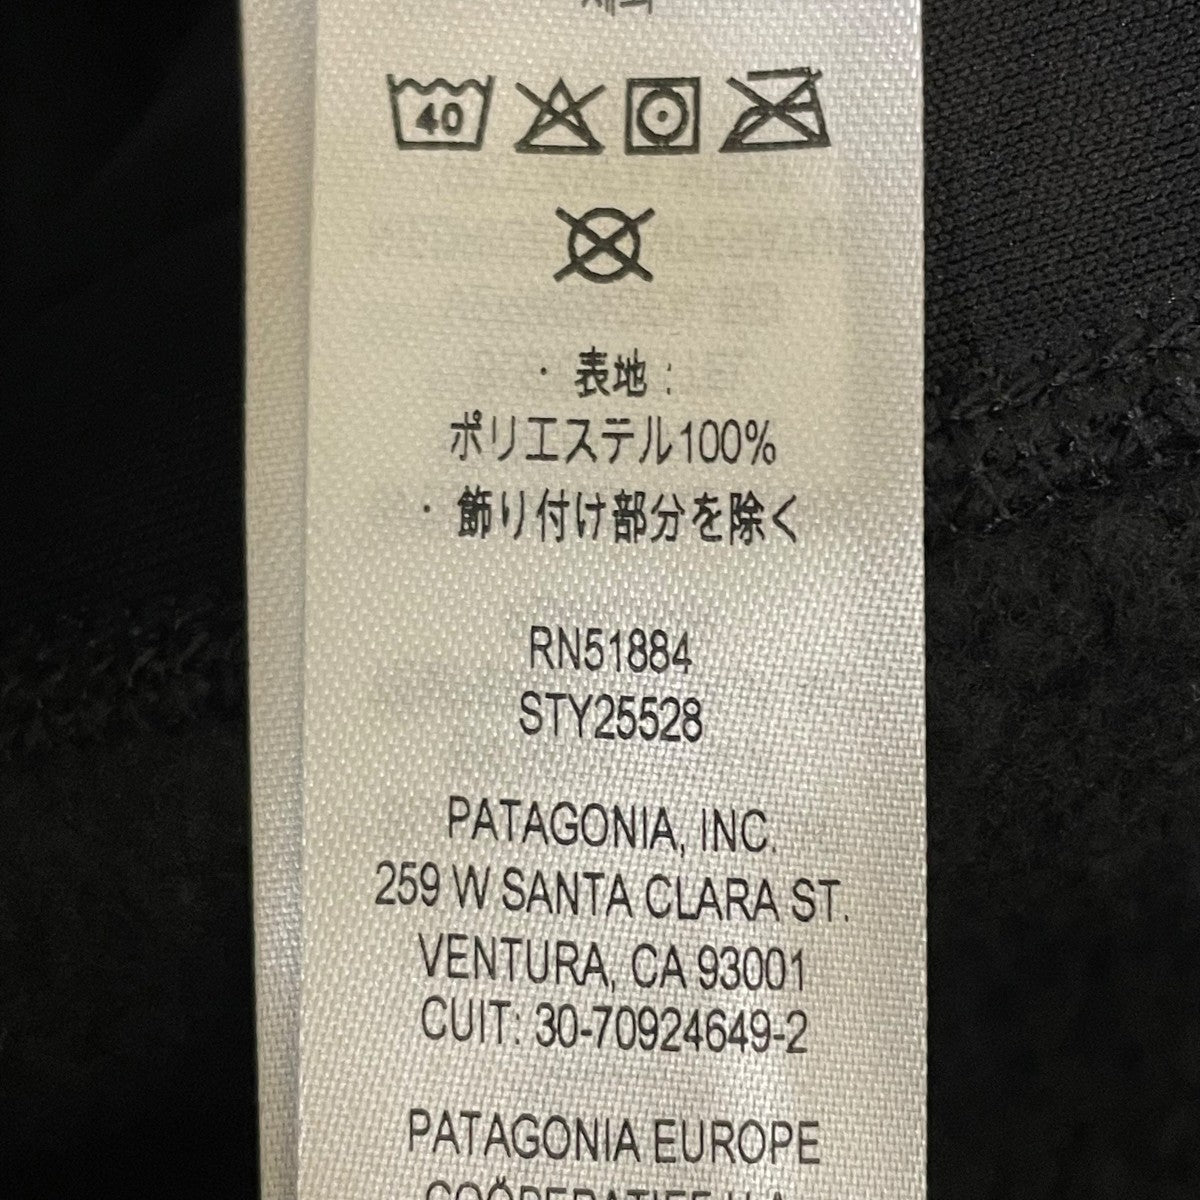 40
· 表地：
ポリエステル100%
· 飾り付け部分を除く
RN51884
STY25528
PATAGONIA, INC.
259 W SANTA CLARA ST.
VENTURA, CA 93001
CUIT: 30-70924649-2
PATAGONIA EUROPE
COÖPERATIEF U.A.